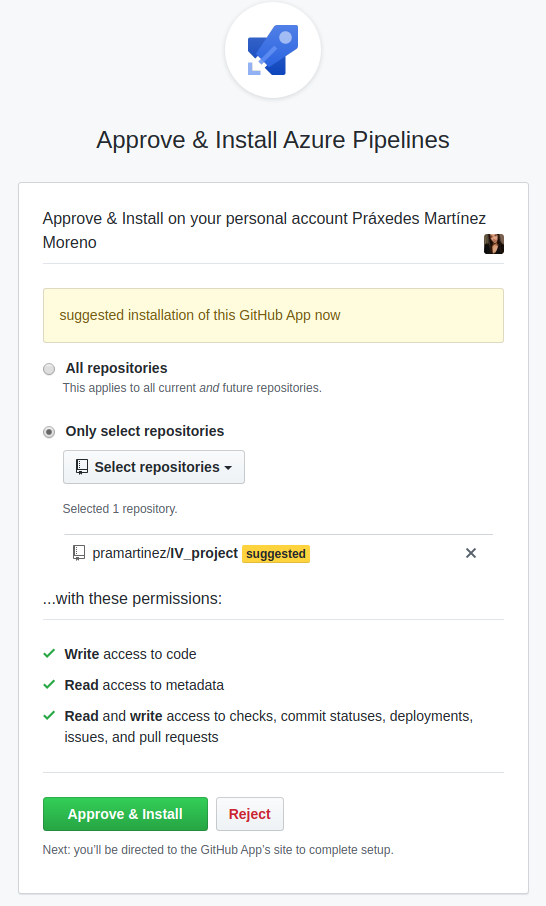 Approve & Install Azure Pipelines
Approve & Install on your personal account Práxedes Martínez
Moreno
suggested installation of this GitHub App now
All repositories
This applies to all current and future repositories.
Only select repositories
Select repositories
Selected 1 repository.
pramartinez/IV_project suggested
...with these permissions:
Write access to code
Read access to metadata
Read and write access to checks, commit statuses, deployments,
issues, and pull requests
Approve & Install Reject
Next: you'll be directed to the GitHub App's site to complete setup.